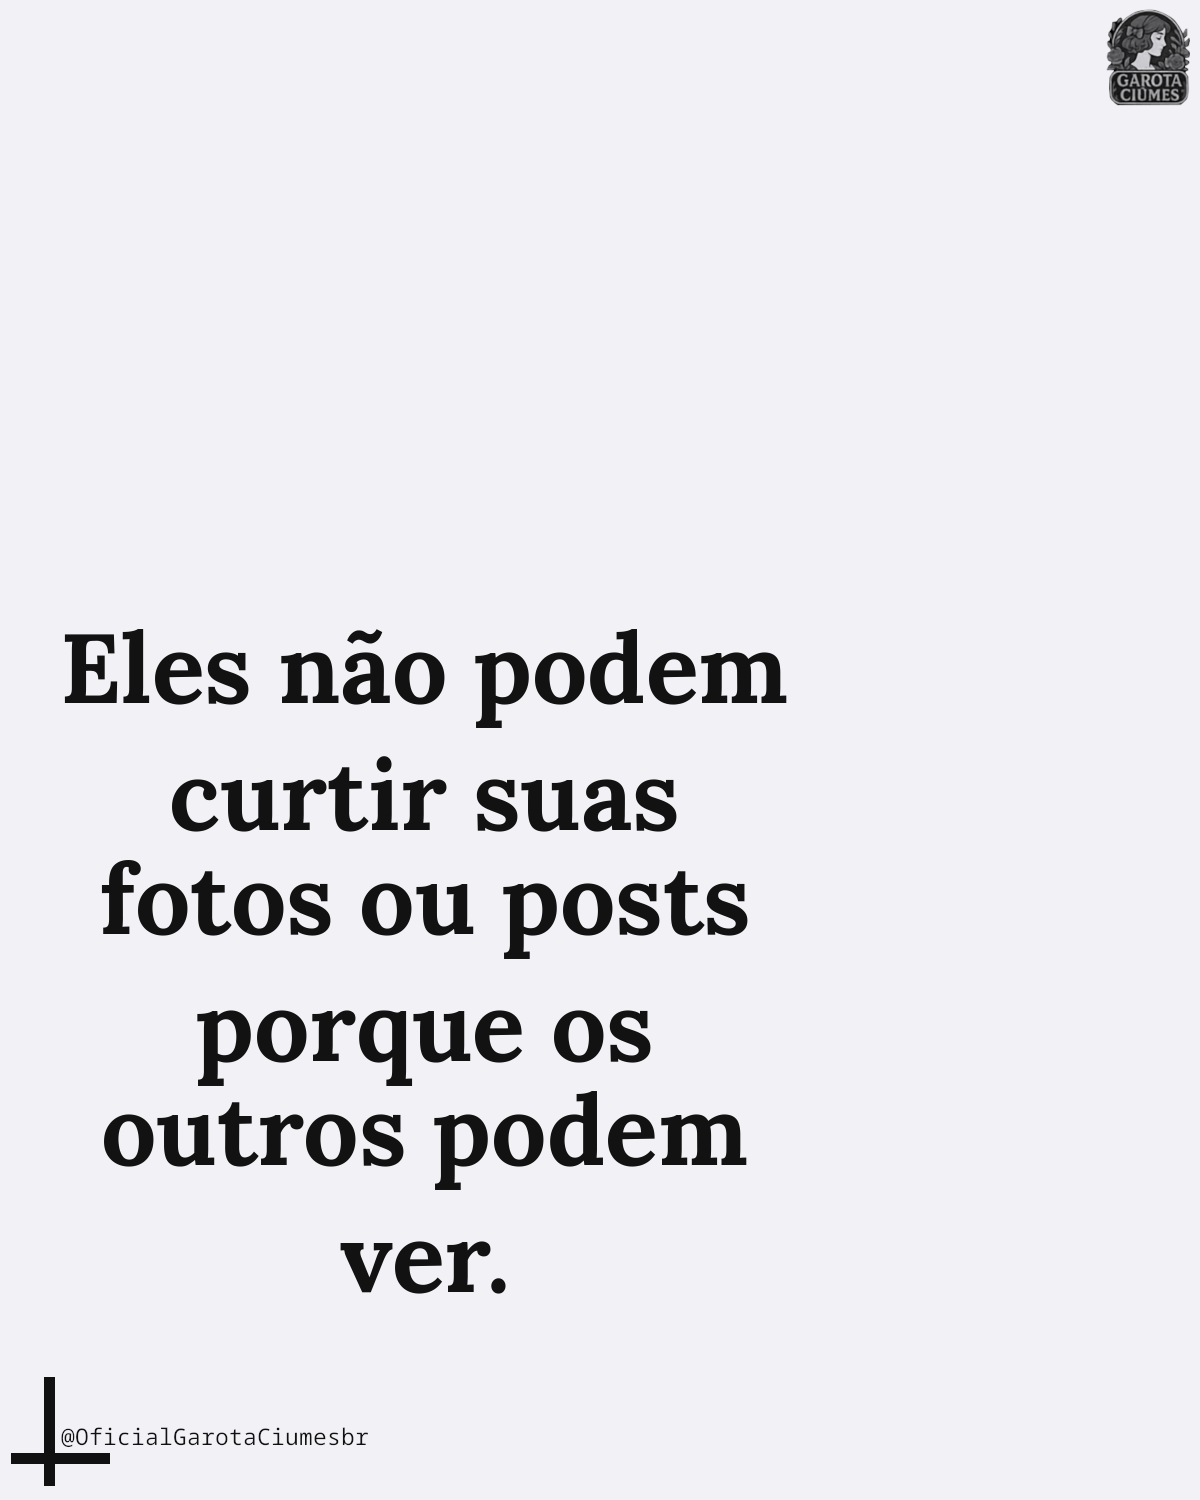 GAROTA
CIÚMES
Eles não podem
curtir suas
fotos ou posts
porque os
outros podem
ver.
@OficialGarotaCiumesbr